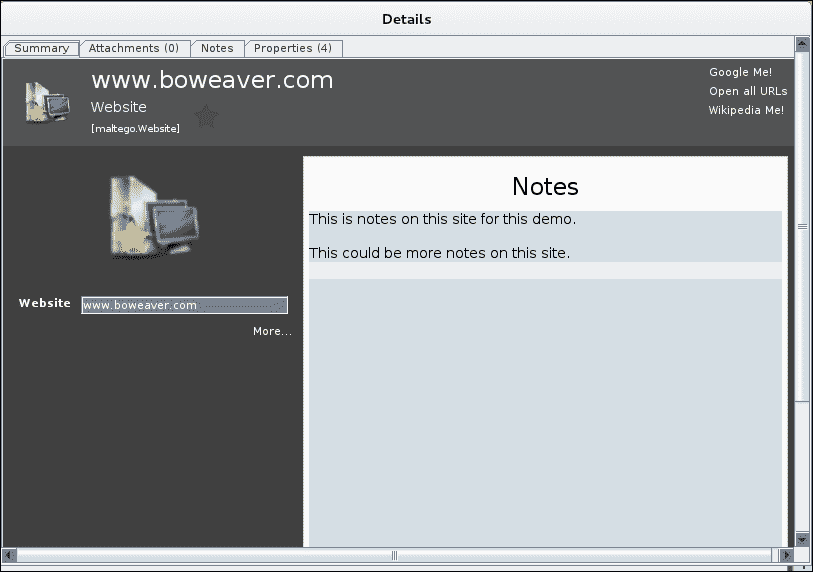 Details
Summary Attachments (0) Notes Properties (4)
www.boweaver.com
Website
[maltego.Website]
Google Me!
Open all URLs
Wikipedia Me!
Website www.boweaver.com
More...
Notes
This is notes on this site for this demo.
This could be more notes on this site.